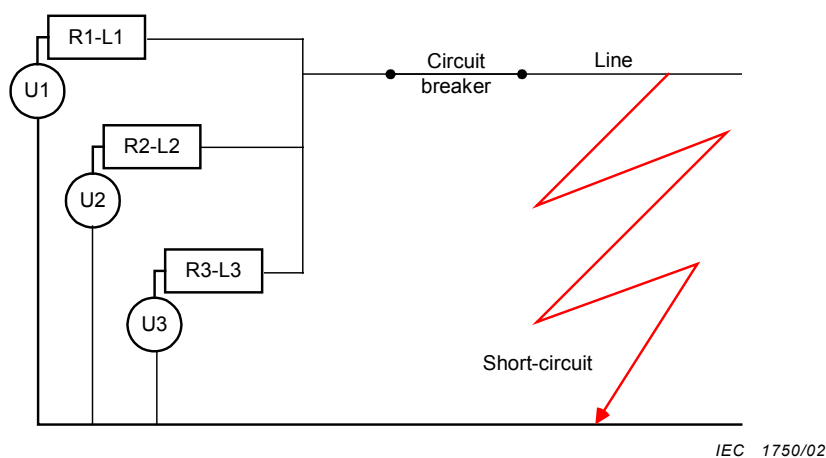 R1-L1
U1
Circuit
breaker
Line
R2-L2
U2
R3-L3
U3
Short-circuit
IEC 1750/02